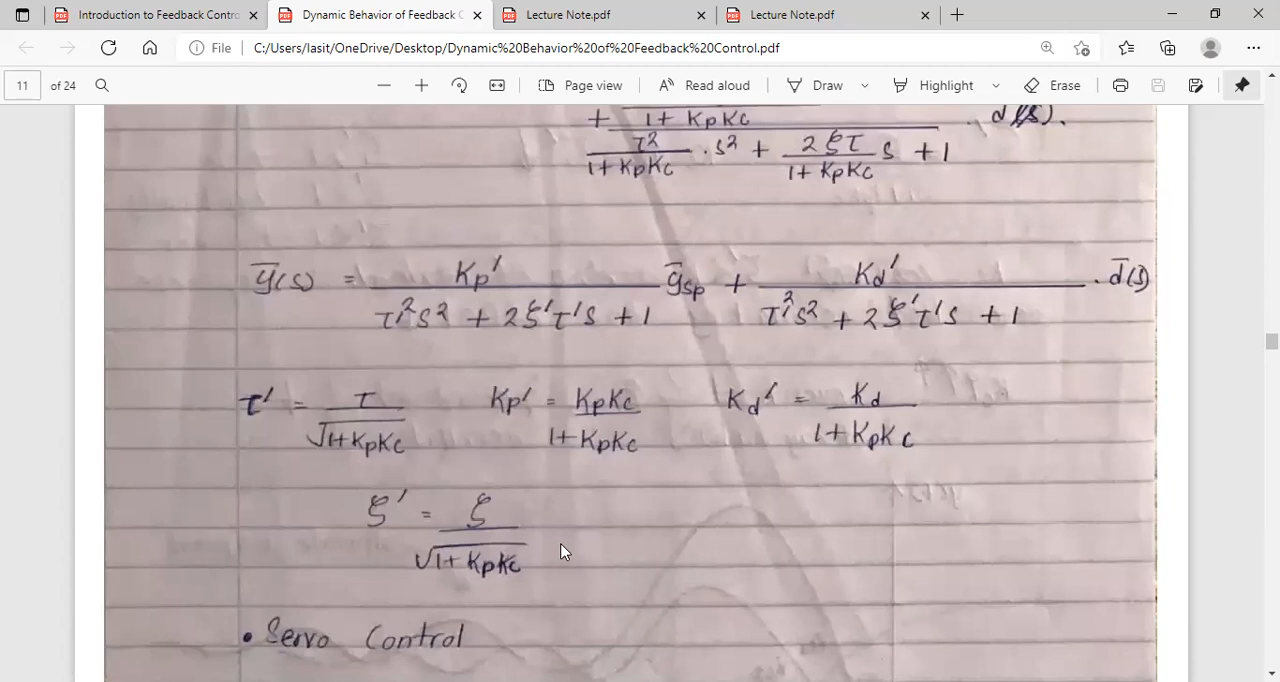 Introduction to Feedback Contro
Dynamic Behavior of Feedback C
Lecture Note.pdf
Lecture Note.pdf
File
C:/Users/lasit/OneDrive/Desktop/Dynamic%20Behavior%20of%20Feedback%20Control.pdf
11 of 24
Page view
Read aloud
Draw
Highlight
Erase
+ 1 + KpKc . d(s).
τ² / 1 + KpKc . s² + 2ξτ / 1 + KpKc s + 1
ȳ(s) = Kp′ / τ′²s² + 2ξ′τ′s + 1 ȳsp + Kd′ / τ′²s² + 2ξ′τ′s + 1 . d̄(s)
τ′ = τ / √1+KpKc Kp′ = KpKc / 1 + KpKc Kd′ = Kd / 1 + KpKc
ξ′ = ξ / √1 + KpKc
• Servo Control